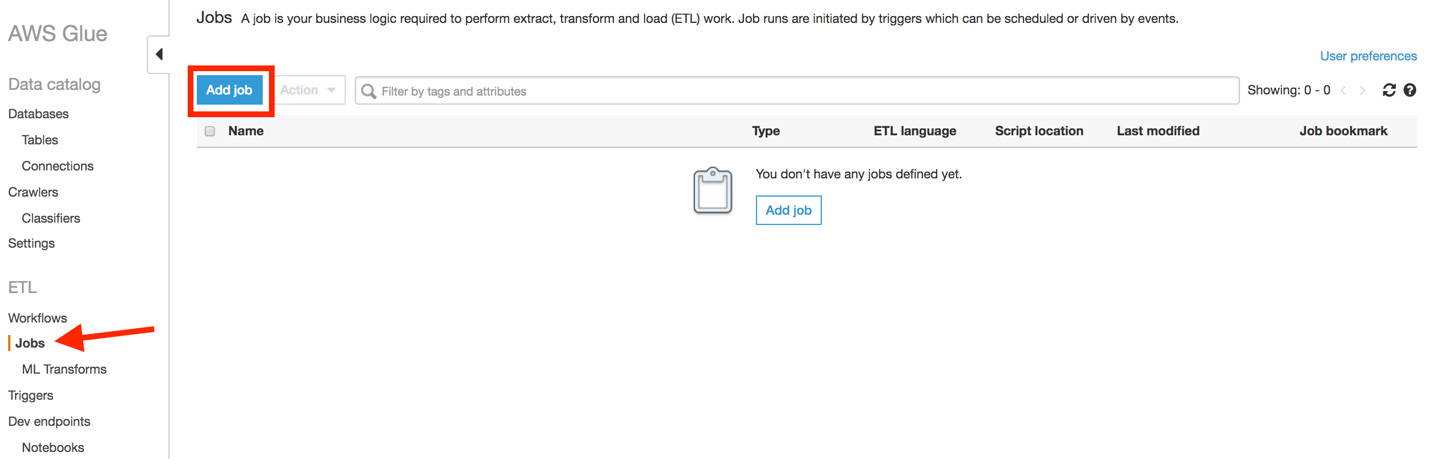 AWS Glue
Data catalog
Databases
Tables
Connections
Crawlers
Classifiers
Settings
ETL
Workflows
Jobs
ML Transforms
Triggers
Dev endpoints
Notebooks
Jobs A job is your business logic required to perform extract, transform and load (ETL) work. Job runs are initiated by triggers which can be scheduled or driven by events.
User preferences
Add job Action Filter by tags and attributes Showing: 0 - 0
Name Type ETL language Script location Last modified Job bookmark
You don't have any jobs defined yet.
Add job